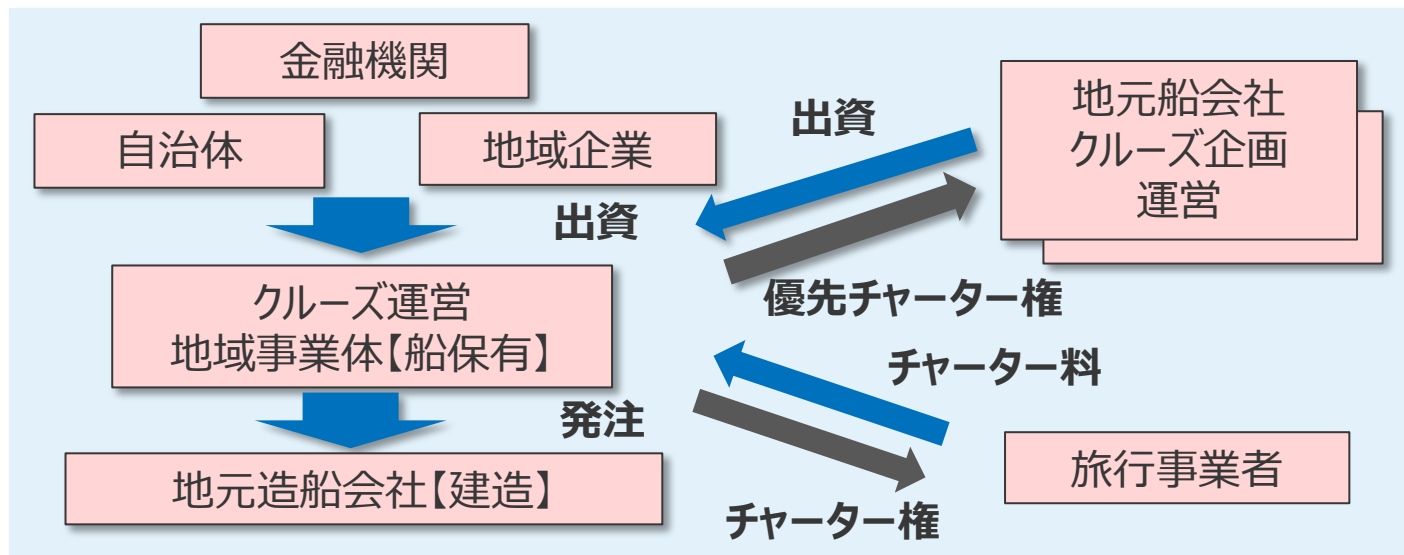 金融機関
自治体
地域企業
出資
地元船会社
クルーズ企画
運営
出資
優先チャーター権
クルーズ運営
地域事業体【船保有】
チャーター料
発注
地元造船会社【建造】
チャーター権
旅行事業者